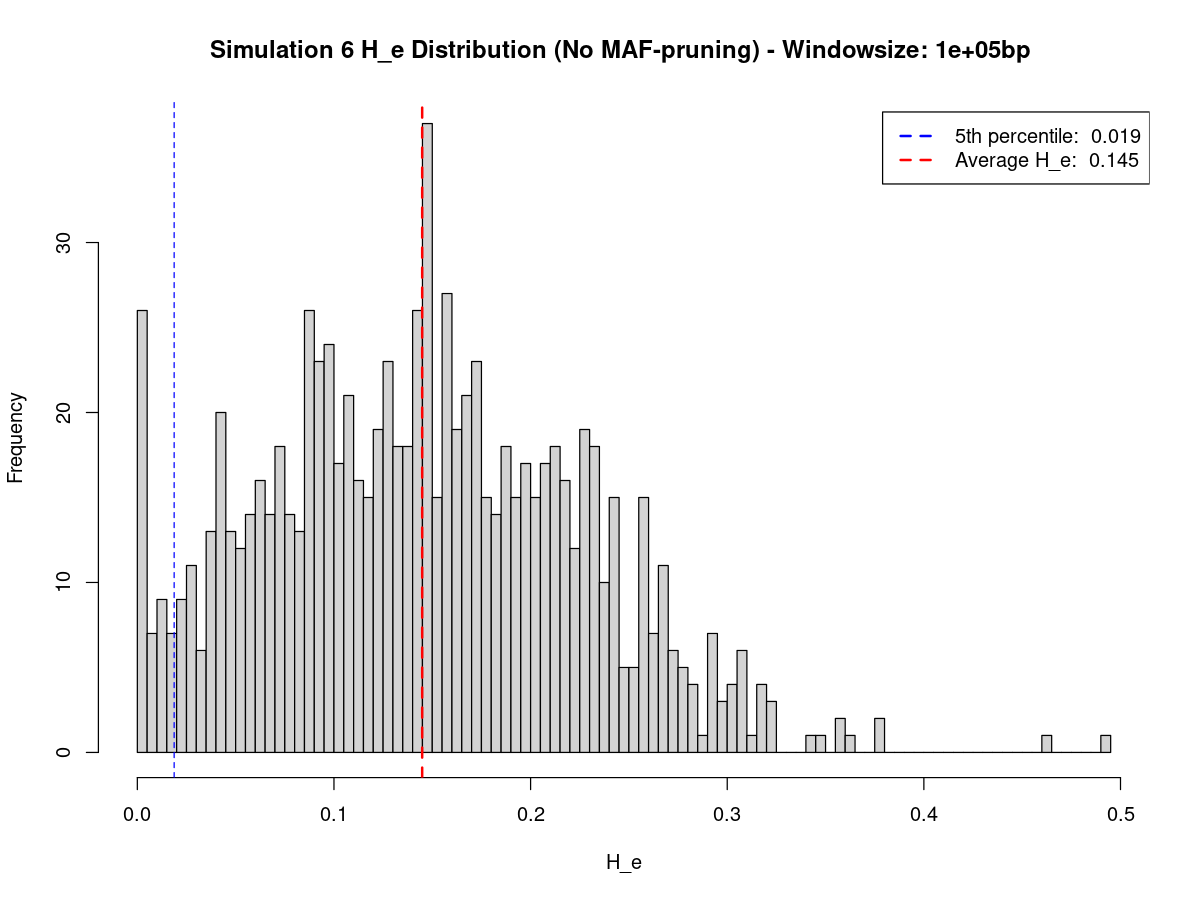 Simulation 6 H_e Distribution (No MAF-pruning) - Windowsize: 1e+05bp
5th percentile: 0.019
Average H_e: 0.145
Frequency
30
20
10
0
0.0 0.1 0.2 0.3 0.4 0.5
H_e